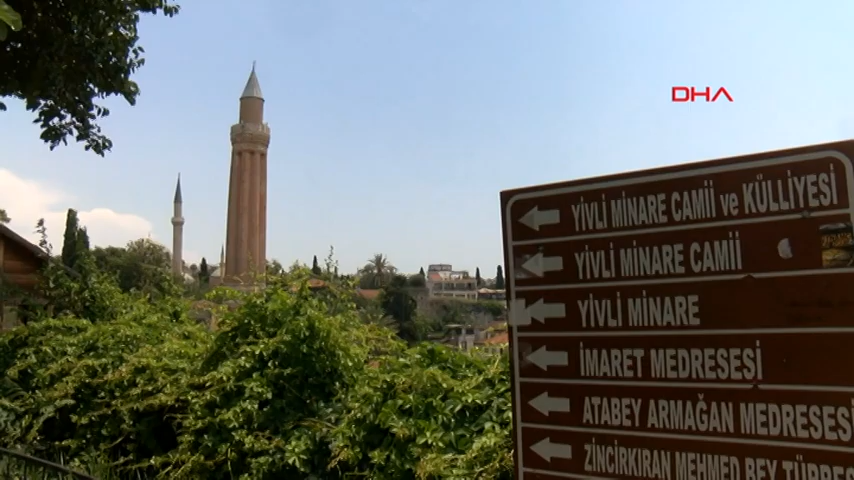 DHA
YİVLİ MİNARE CAMİİ ve KÜLLİYESİ
YİVLİ MİNARE CAMİİ
YİVLİ MİNARE
İMARET MEDRESESİ
ATABEY ARMAĞAN MEDRESESİ
ZİNCİRKIRAN MEHMED BEY TÜRBESİ